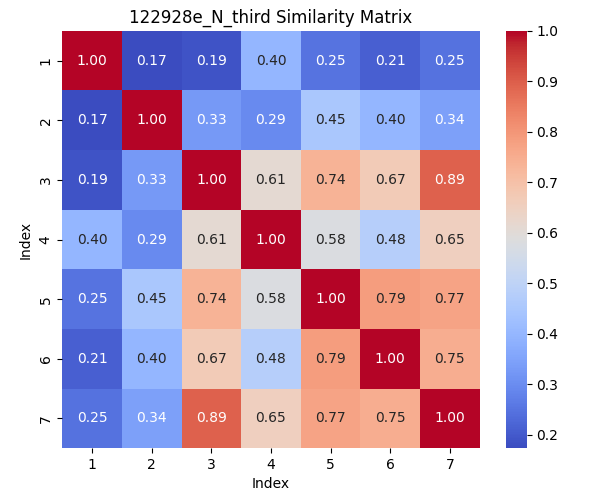 122928e_N_third Similarity Matrix
1 1.00 0.17 0.19 0.40 0.25 0.21 0.25
2 0.17 1.00 0.33 0.29 0.45 0.40 0.34
3 0.19 0.33 1.00 0.61 0.74 0.67 0.89
4 0.40 0.29 0.61 1.00 0.58 0.48 0.65
5 0.25 0.45 0.74 0.58 1.00 0.79 0.77
6 0.21 0.40 0.67 0.48 0.79 1.00 0.75
7 0.25 0.34 0.89 0.65 0.77 0.75 1.00
1 2 3 4 5 6 7
Index
Index
1.0
0.9
0.8
0.7
0.6
0.5
0.4
0.3
0.2